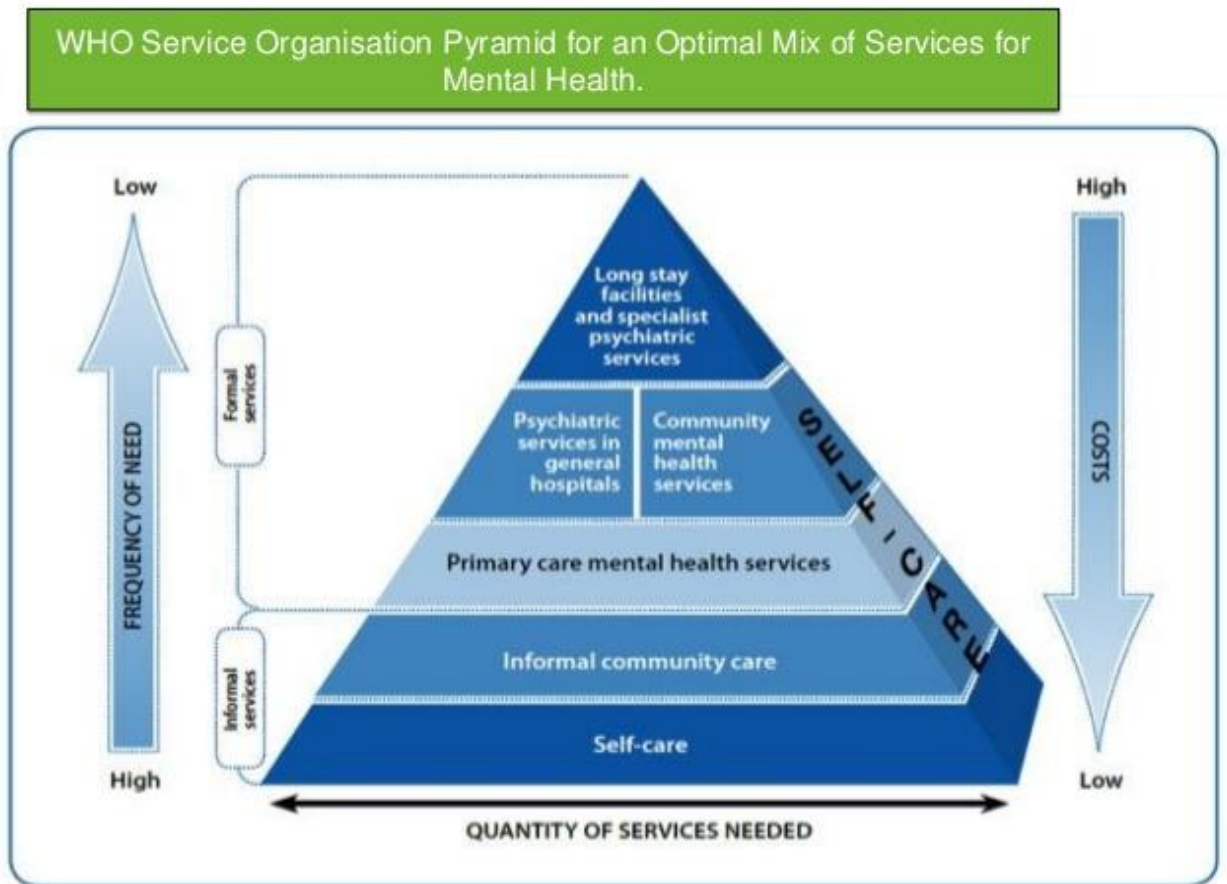 WHO Service Organisation Pyramid for an Optimal Mix of Services for
Mental Health.
Low
High
Long stay
facilities
and specialist
psychiatric
services
Formal
services
Psychiatric
services in
general
hospitals
Community
mental
health
services
SELF-CARE
FREQUENCY OF NEED
COSTS
Primary care mental health services
Informal community care
Informal
services
Self-care
High
Low
QUANTITY OF SERVICES NEEDED